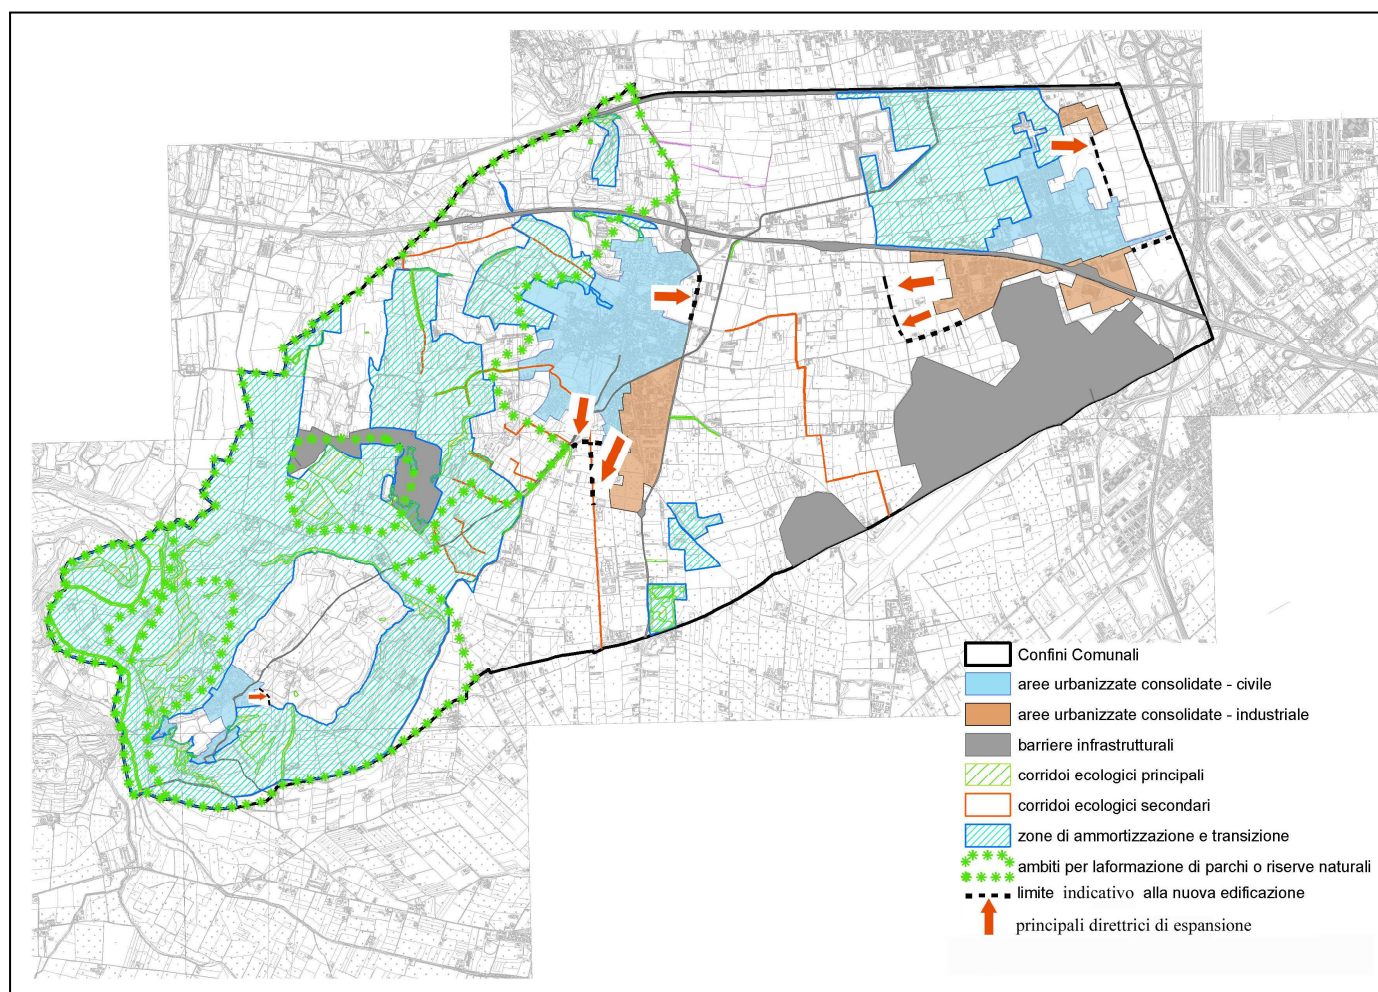 Confini Comunali
aree urbanizzate consolidate - civile
aree urbanizzate consolidate - industriale
barriere infrastrutturali
corridoi ecologici principali
corridoi ecologici secondari
zone di ammortizzazione e transizione
ambiti per laformazione di parchi o riserve naturali
limite indicativo alla nuova edificazione
principali direttrici di espansione